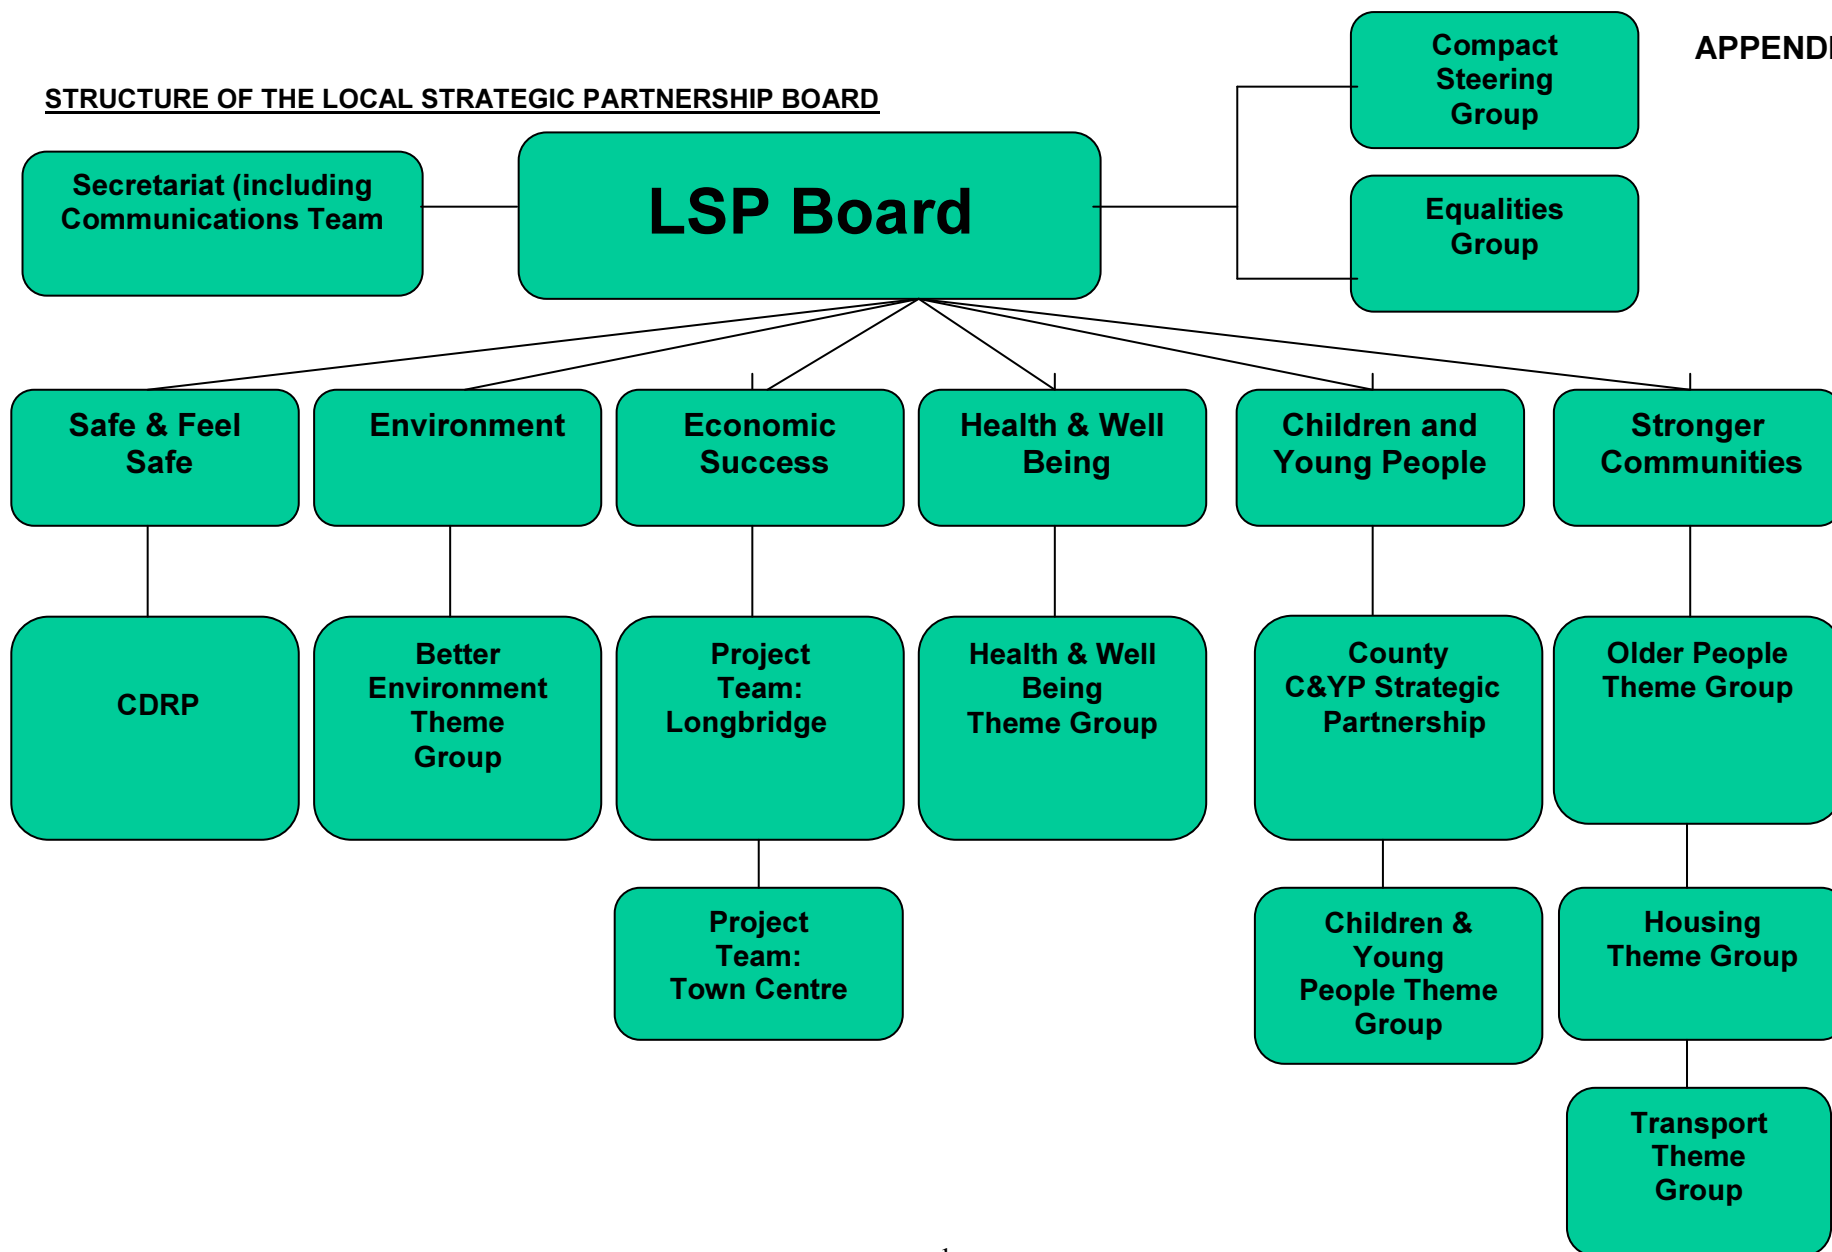 APPENDI
STRUCTURE OF THE LOCAL STRATEGIC PARTNERSHIP BOARD
Compact
Steering
Group
Secretariat (including
Communications Team
LSP Board
Equalities
Group
Safe & Feel
Safe
Environment
Economic
Success
Health & Well
Being
Children and
Young People
Stronger
Communities
CDRP
Better
Environment
Theme
Group
Project
Team:
Longbridge
Health & Well
Being
Theme Group
County
C&YP Strategic
Partnership
Older People
Theme Group
Project
Team:
Town Centre
Children &
Young
People Theme
Group
Housing
Theme Group
Transport
Theme
Group
1